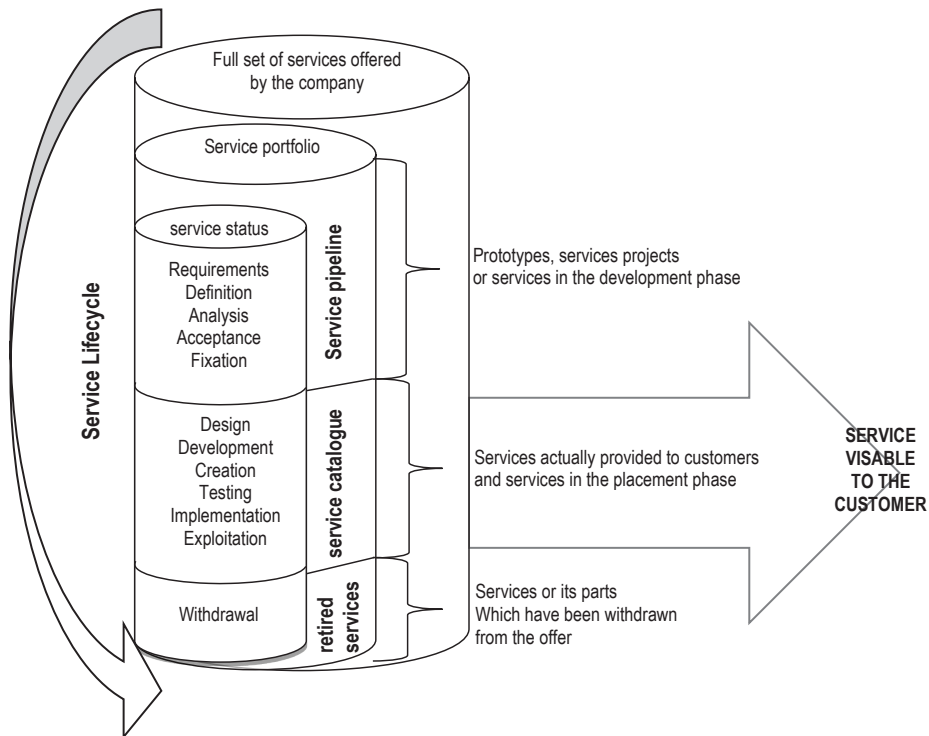 Full set of services offered
by the company
Service portfolio
service status
Requirements
Definition
Analysis
Acceptance
Fixation
Service pipeline
Prototypes, services projects
or services in the development phase
Service Lifecycle
Design
Development
Creation
Testing
Implementation
Exploitation
service catalogue
Services actually provided to customers
and services in the placement phase
SERVICE
VISABLE
TO THE
CUSTOMER
Withdrawal
retired
services
Services or its parts
Which have been withdrawn
from the offer